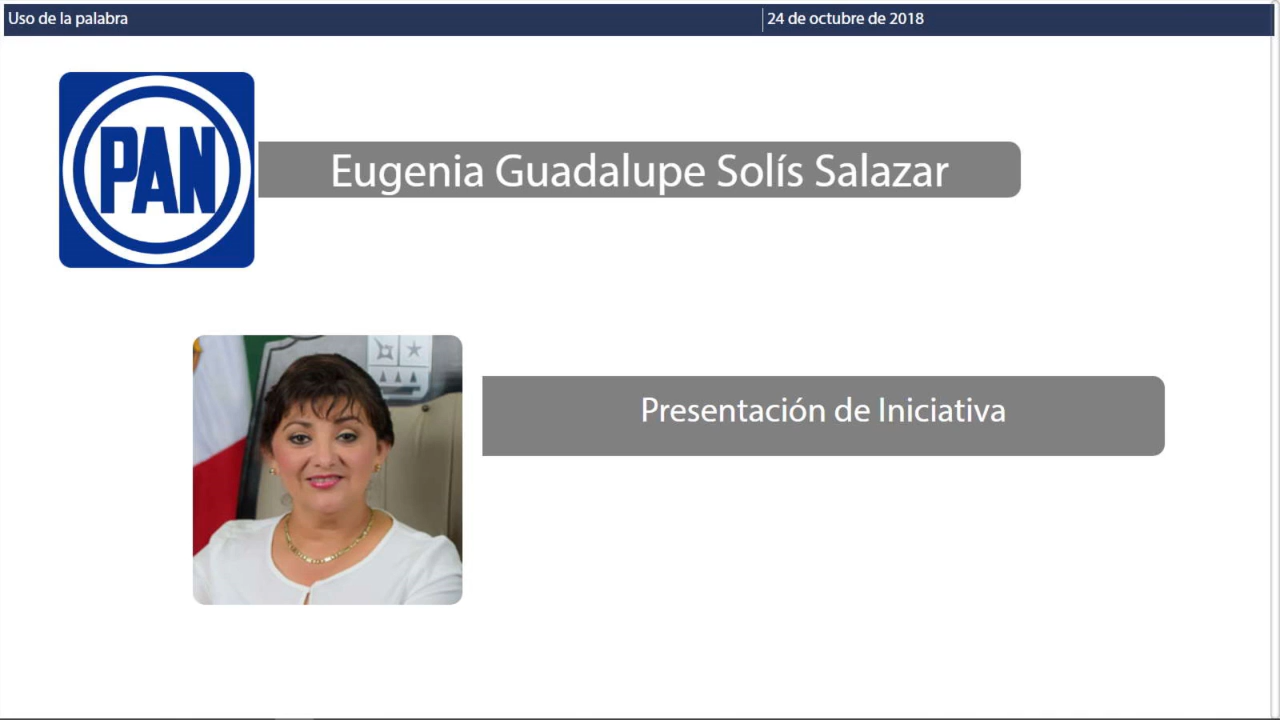 Uso de la palabra
24 de octubre de 2018
PAN
Eugenia Guadalupe Solís Salazar
Presentación de Iniciativa